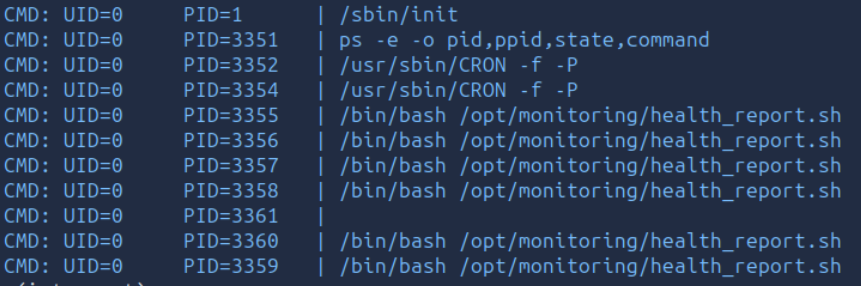 CMD: UID=0     PID=1      | /sbin/init
CMD: UID=0     PID=3351   | ps -e -o pid,ppid,state,command
CMD: UID=0     PID=3352   | /usr/sbin/CRON -f -P
CMD: UID=0     PID=3354   | /usr/sbin/CRON -f -P
CMD: UID=0     PID=3355   | /bin/bash /opt/monitoring/health_report.sh
CMD: UID=0     PID=3356   | /bin/bash /opt/monitoring/health_report.sh
CMD: UID=0     PID=3357   | /bin/bash /opt/monitoring/health_report.sh
CMD: UID=0     PID=3358   | /bin/bash /opt/monitoring/health_report.sh
CMD: UID=0     PID=3361   |
CMD: UID=0     PID=3360   | /bin/bash /opt/monitoring/health_report.sh
CMD: UID=0     PID=3359   | /bin/bash /opt/monitoring/health_report.sh